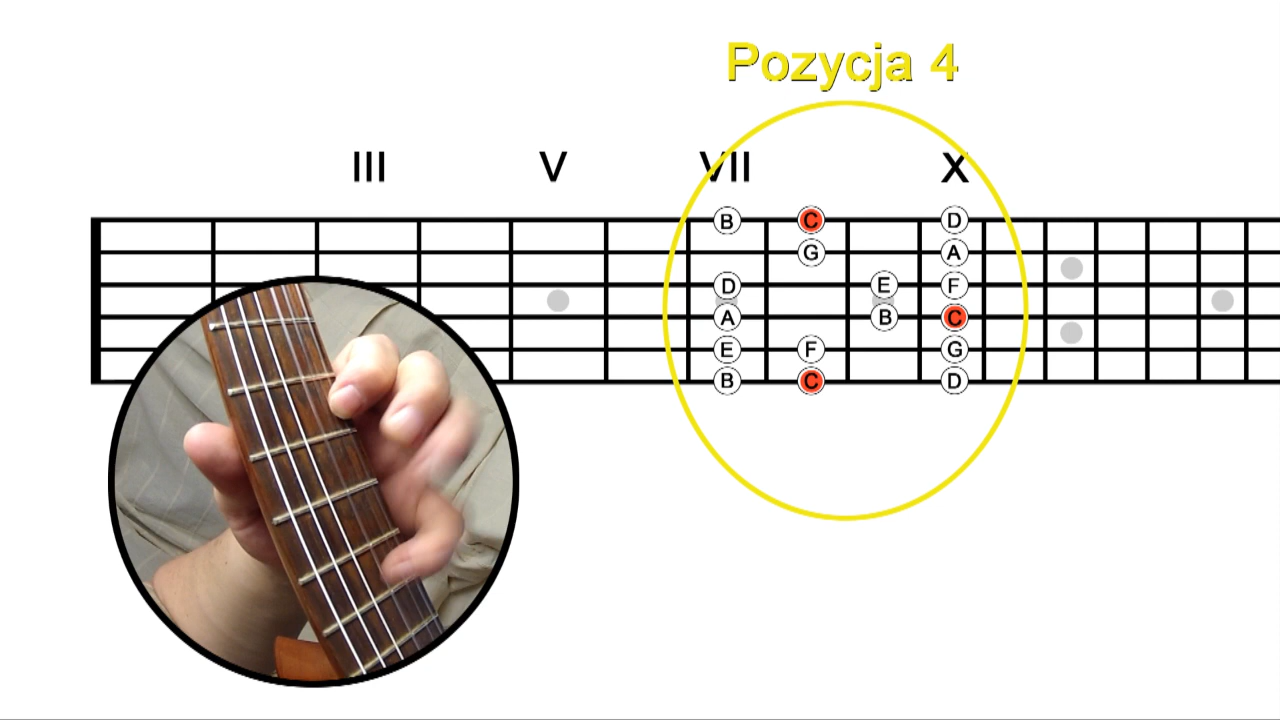 Pozycja 4
III V VII X
B C D
G A
D E F
A B C
E F G
B C D